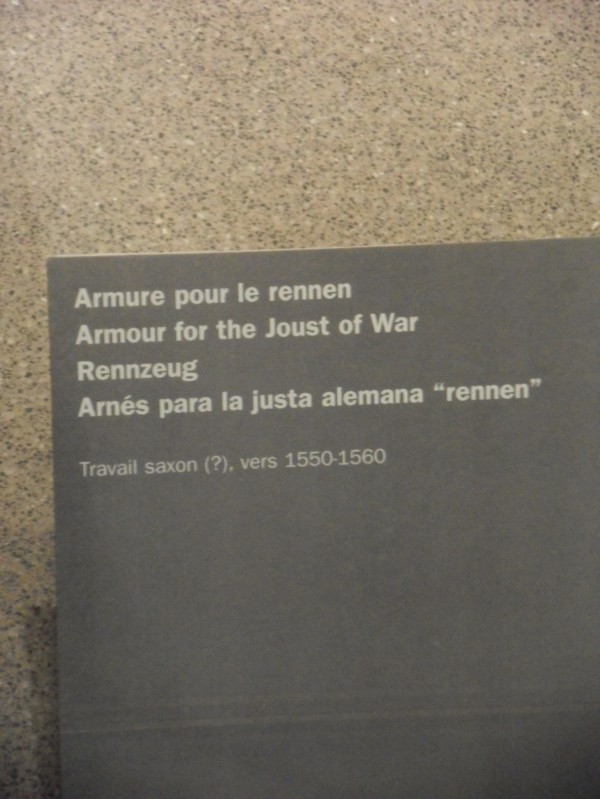 Armure pour le rennen
Armour for the Joust of War
Rennzeug
Arnés para la justa alemana “rennen”
Travail saxon (?), vers 1550-1560